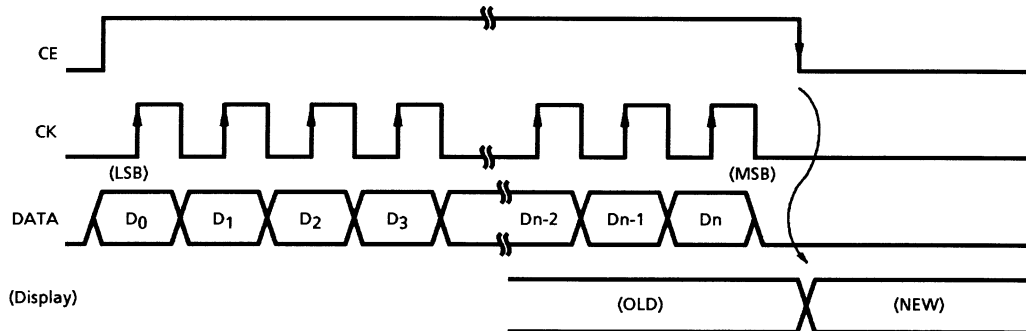 CE
CK
(LSB) (MSB)
DATA D0 D1 D2 D3 Dn-2 Dn-1 Dn
(Display) (OLD) (NEW)